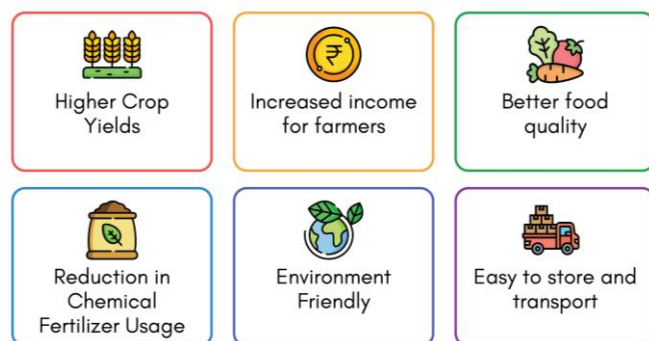 Higher Crop
Yields
Increased income
for farmers
Better food
quality
Reduction in
Chemical
Fertilizer Usage
Environment
Friendly
Easy to store and
transport